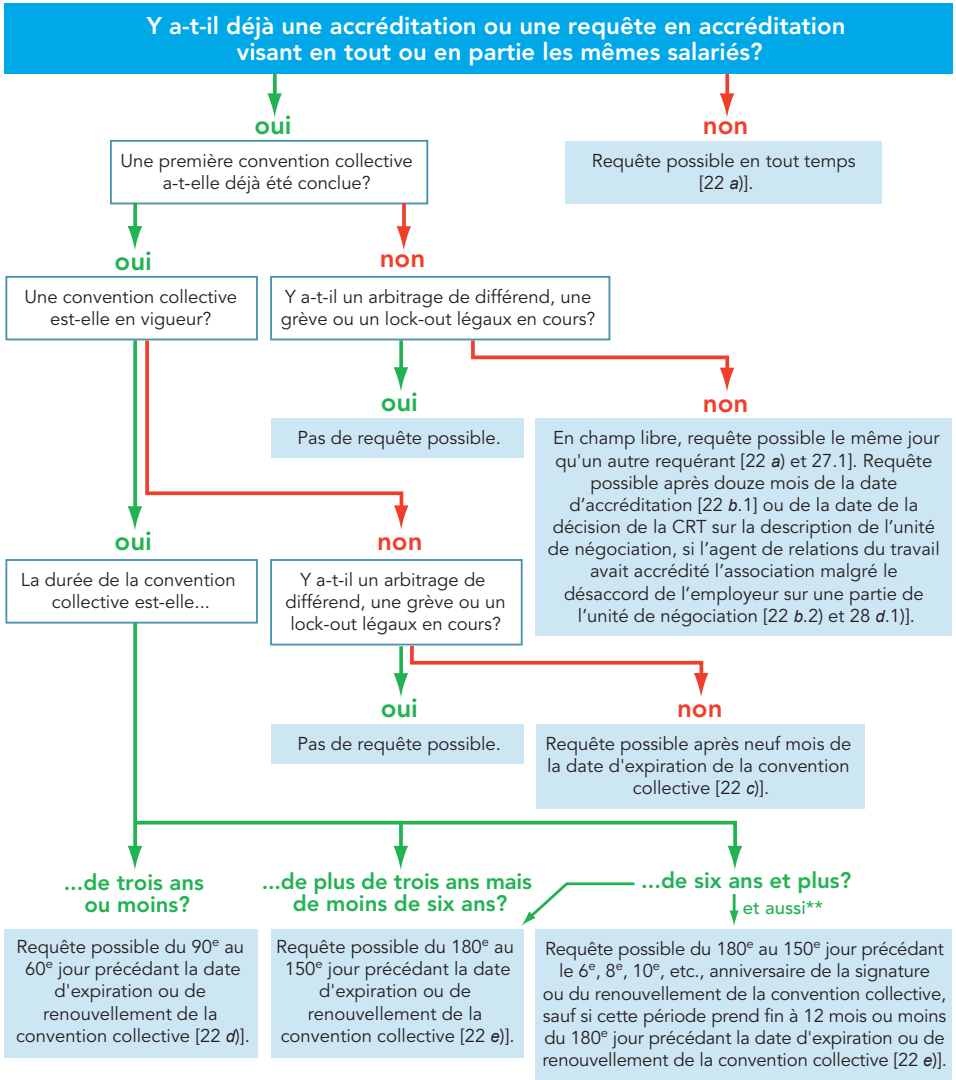 Y a-t-il déjà une accréditation ou une requête en accréditation
visant en tout ou en partie les mêmes salariés?
oui
non
Une première convention collective
a-t-elle déjà été conclue?
Requête possible en tout temps
[22 a)].
oui
non
Une convention collective
est-elle en vigueur?
Y a-t-il un arbitrage de différend, une
grève ou un lock-out légaux en cours?
oui
non
Pas de requête possible.
En champ libre, requête possible le même jour
qu'un autre requérant [22 a) et 27.1]. Requête
possible après douze mois de la date
d'accréditation [22 b.1] ou de la date de la
décision de la CRT sur la description de l'unité
de négociation, si l'agent de relations du travail
avait accrédité l'association malgré le
désaccord de l'employeur sur une partie de
l'unité de négociation [22 b.2) et 28 d.1)].
oui
non
La durée de la convention
collective est-elle...
Y a-t-il un arbitrage de
différend, une grève ou un
lock-out légaux en cours?
oui
non
Pas de requête possible.
Requête possible après neuf mois de
la date d'expiration de la convention
collective [22 c)].
...de trois ans
ou moins?
...de plus de trois ans mais
de moins de six ans?
...de six ans et plus?
et aussi**
Requête possible du 90e au
60e jour précédant la date
d'expiration ou de
renouvellement de la
convention collective [22 d)].
Requête possible du 180e au
150e jour précédant la date
d'expiration ou de
renouvellement de la
convention collective [22 e)].
Requête possible du 180e au 150e jour précédant
le 6e, 8e, 10e, etc., anniversaire de la signature
ou du renouvellement de la convention collective,
sauf si cette période prend fin à 12 mois ou moins
du 180e jour précédant la date d'expiration ou de
renouvellement de la convention collective [22 e)].